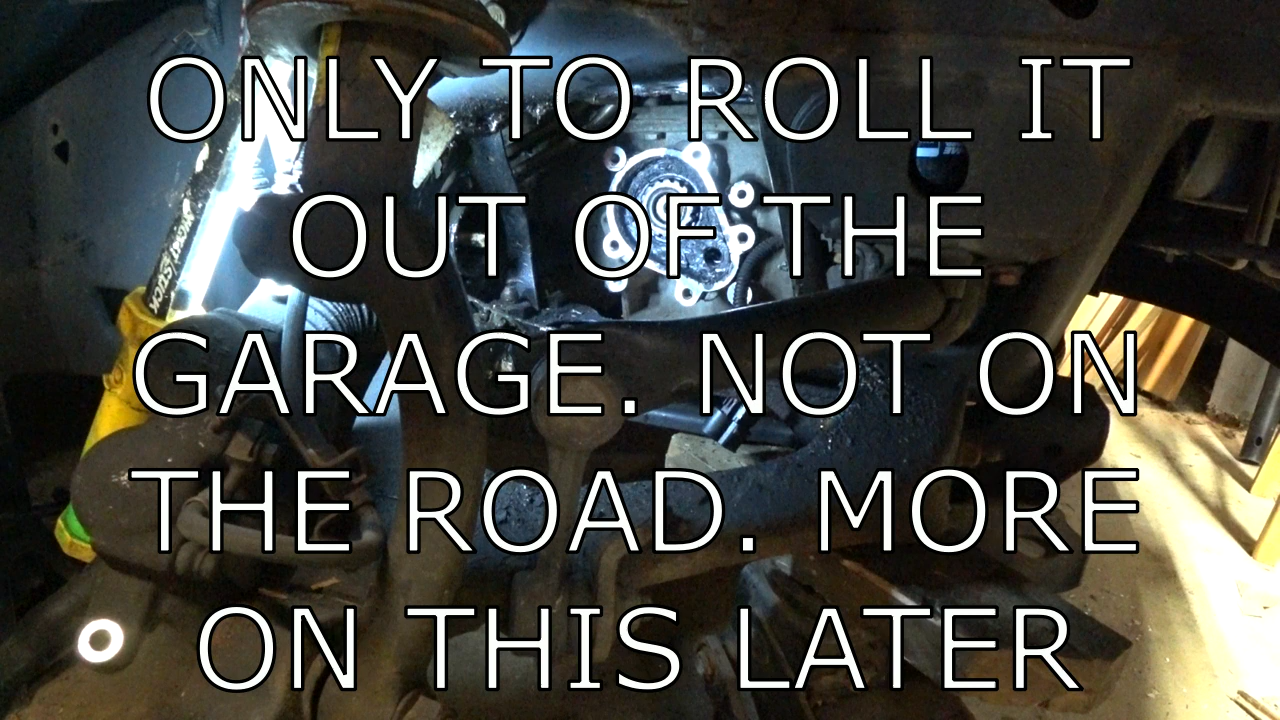 ONLY TO ROLL IT
OUT OF THE
GARAGE. NOT ON
THE ROAD. MORE
ON THIS LATER